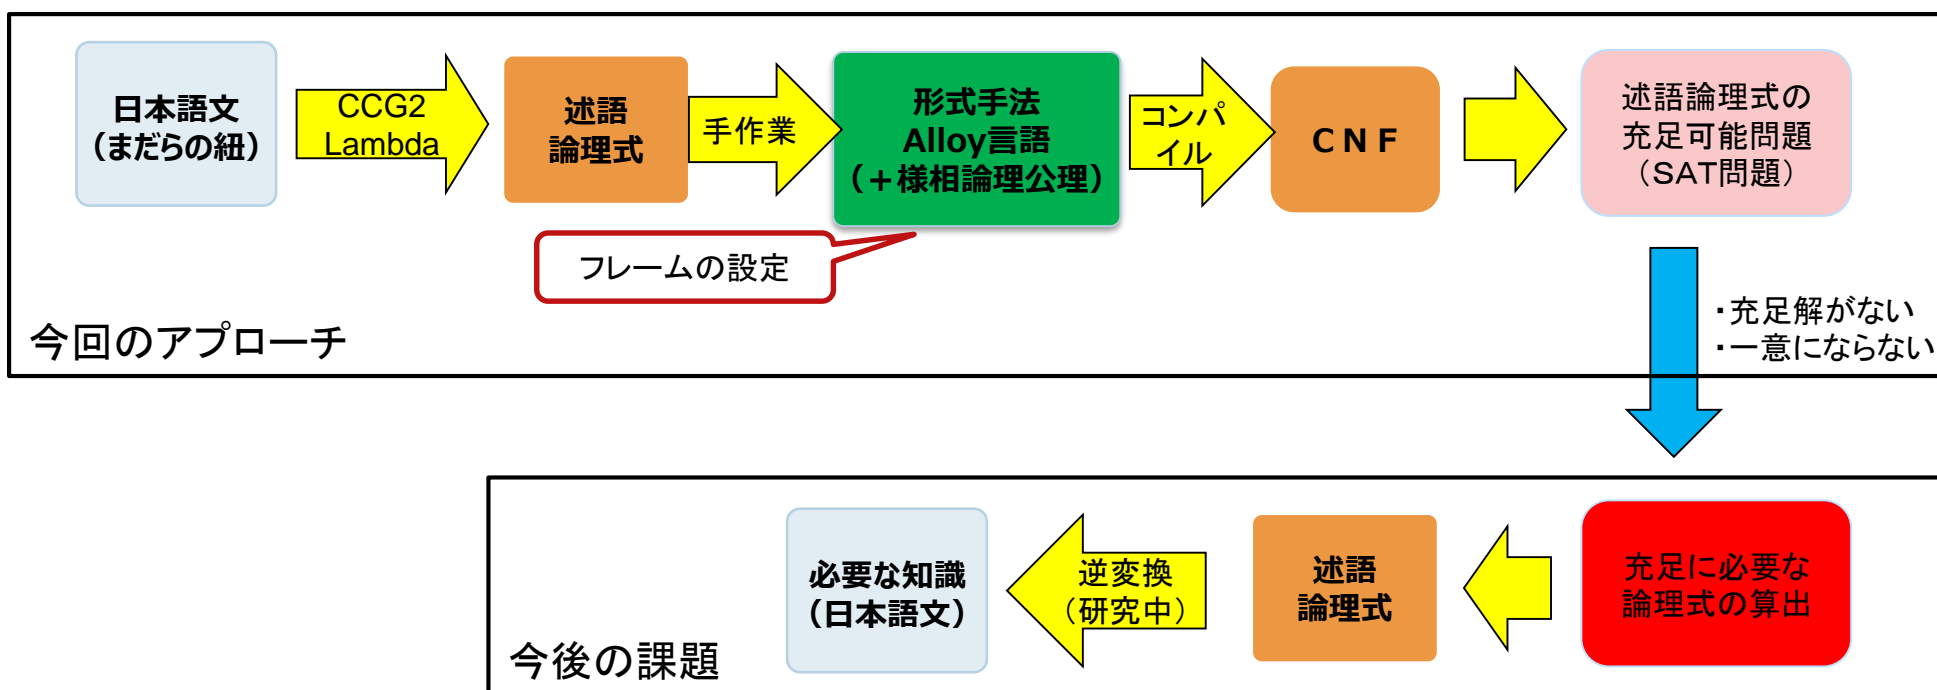 日本語文
（まだらの紐）
CCG2
Lambda
述語
論理式
手作業
形式手法
Alloy言語
（＋様相論理公理）
コンパ
イル
ＣＮＦ
述語論理式の
充足可能問題
（SAT問題）
フレームの設定
今回のアプローチ
・充足解がない
・一意にならない
必要な知識
（日本語文）
逆変換
（研究中）
述語
論理式
充足に必要な
論理式の算出
今後の課題